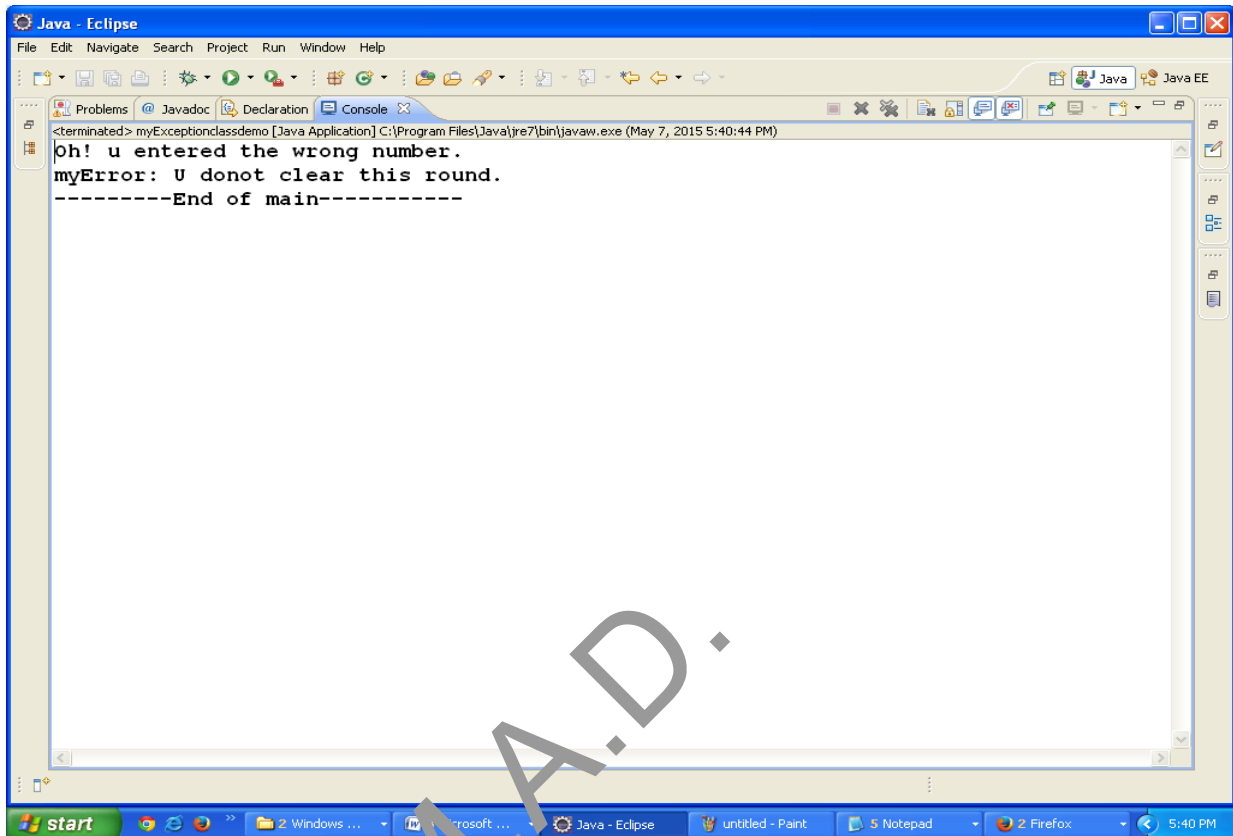 Java - Eclipse
File Edit Navigate Search Project Run Window Help
Java Java EE
Problems @ Javadoc Declaration Console
<terminated> myExceptionclassdemo [Java Application] C:\Program Files\Java\jre7\bin\javaw.exe (May 7, 2015 5:40:44 PM)
Oh! u entered the wrong number.
myError: U donot clear this round.
---------End of main-----------
A.D.
start 2 Windows ... Java - Eclipse untitled - Paint 5 Notepad 2 Firefox 5:40 PM